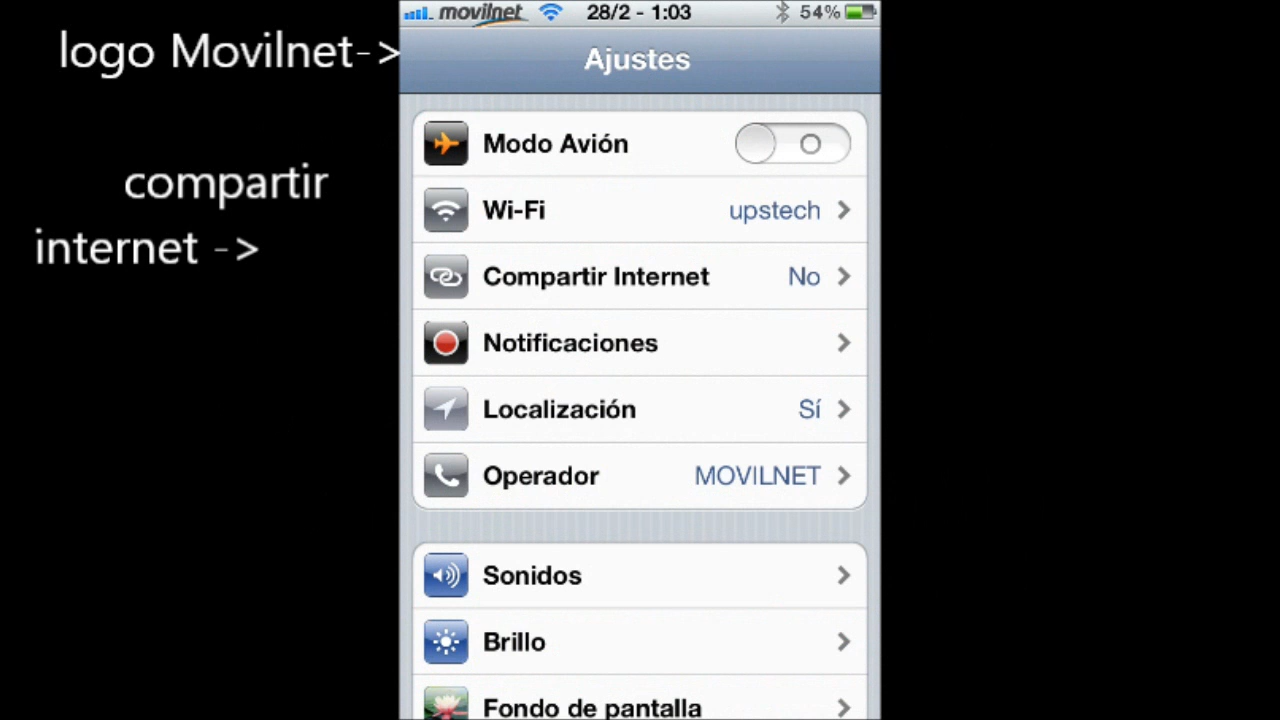 logo Movilnet->
compartir
internet ->
movilnet 28/2 - 1:03 54%
Ajustes
Modo Avión
Wi-Fi upstech
Compartir Internet No
Notificaciones
Localización Sí
Operador MOVILNET
Sonidos
Brillo
Fondo de pantalla